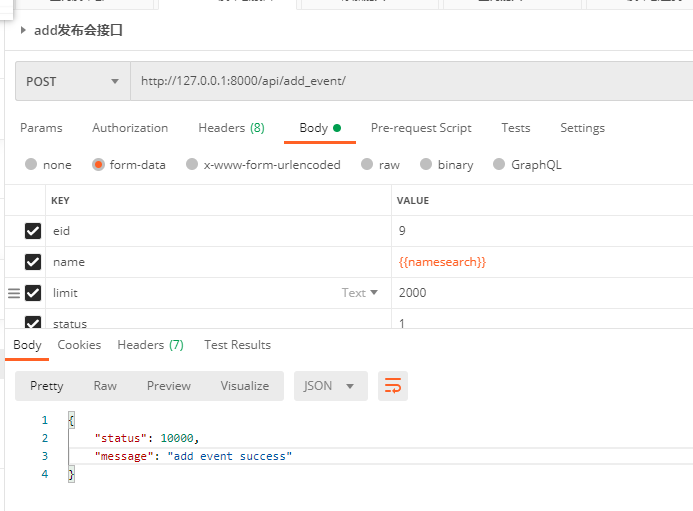 add发布会接口
POST http://127.0.0.1:8000/api/add_event/
Params Authorization Headers (8) Body Pre-request Script Tests Settings
none form-data x-www-form-urlencoded raw binary GraphQL
KEY VALUE
eid 9
name {{namesearch}}
limit Text 2000
status 1
Body Cookies Headers (7) Test Results
Pretty Raw Preview Visualize JSON
1 {
2 "status": 10000,
3 "message": "add event success"
4 }